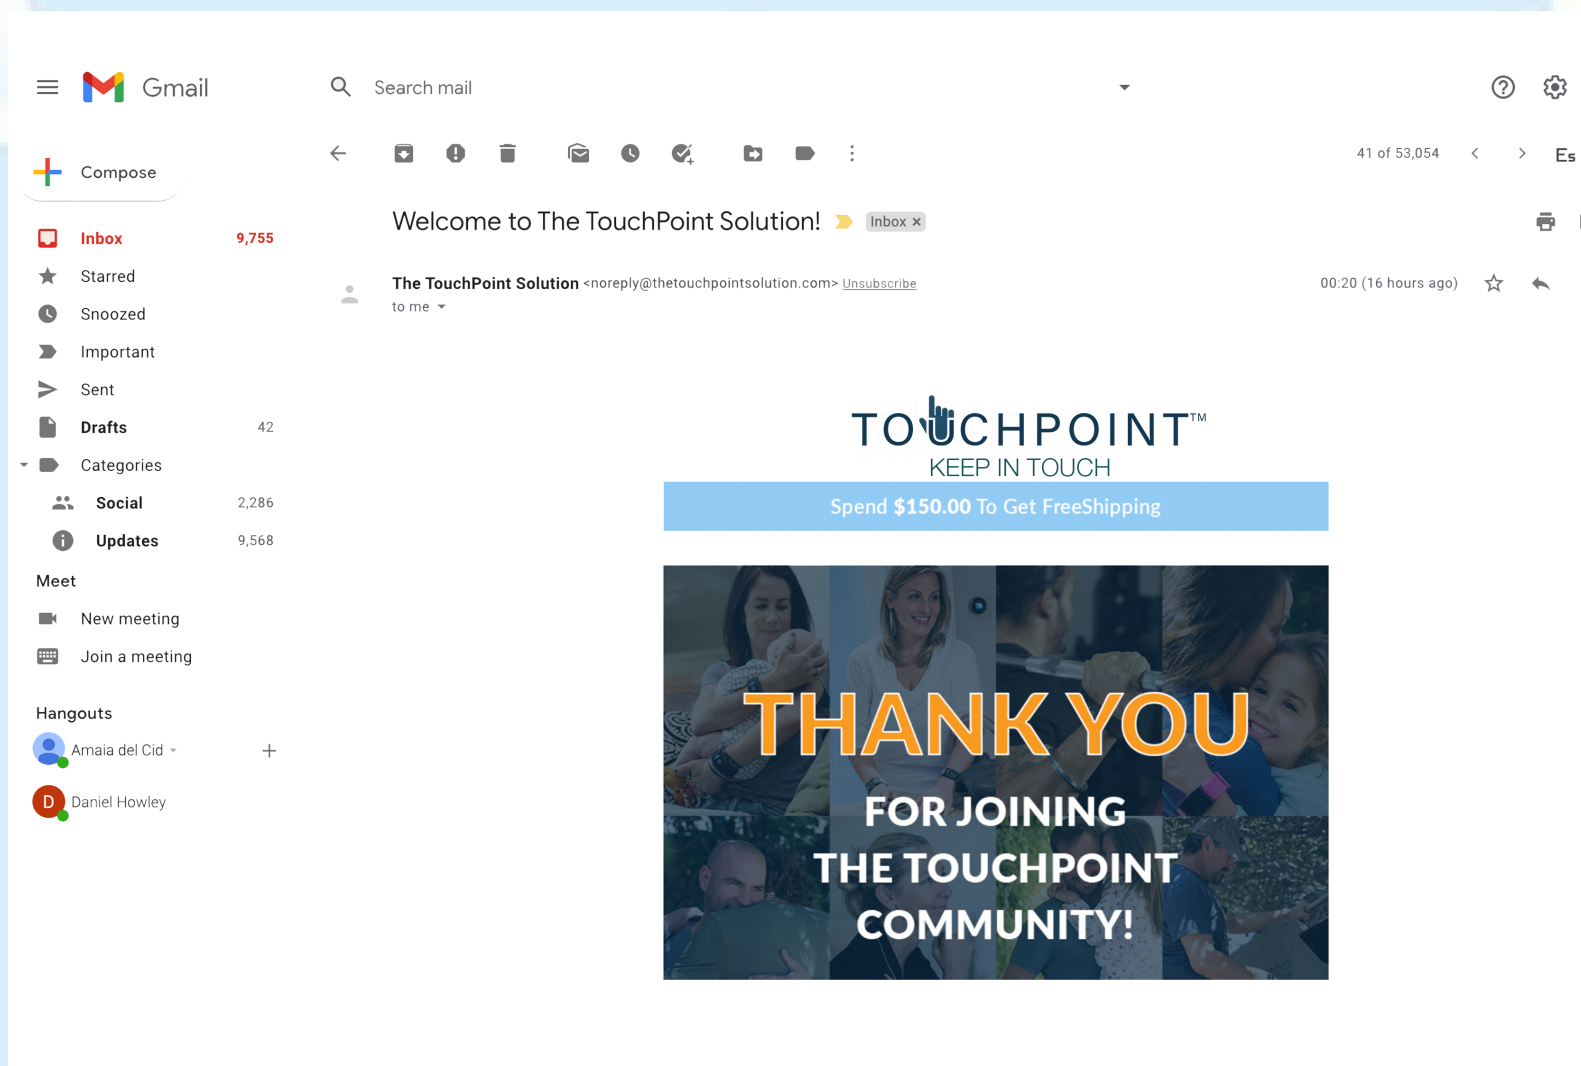 Gmail
Search mail
Compose
41 of 53,054
Es
Welcome to The TouchPoint Solution!
Inbox ×
Inbox 9,755
Starred
Snoozed
Important
Sent
Drafts 42
Categories
Social 2,286
Updates 9,568
Meet
New meeting
Join a meeting
Hangouts
Amaia del Cid
D Daniel Howley
The TouchPoint Solution <noreply@thetouchpointsolution.com> Unsubscribe
00:20 (16 hours ago)
to me
TOUCHPOINT™
KEEP IN TOUCH
Spend $150.00 To Get FreeShipping
THANK YOU
FOR JOINING
THE TOUCHPOINT
COMMUNITY!